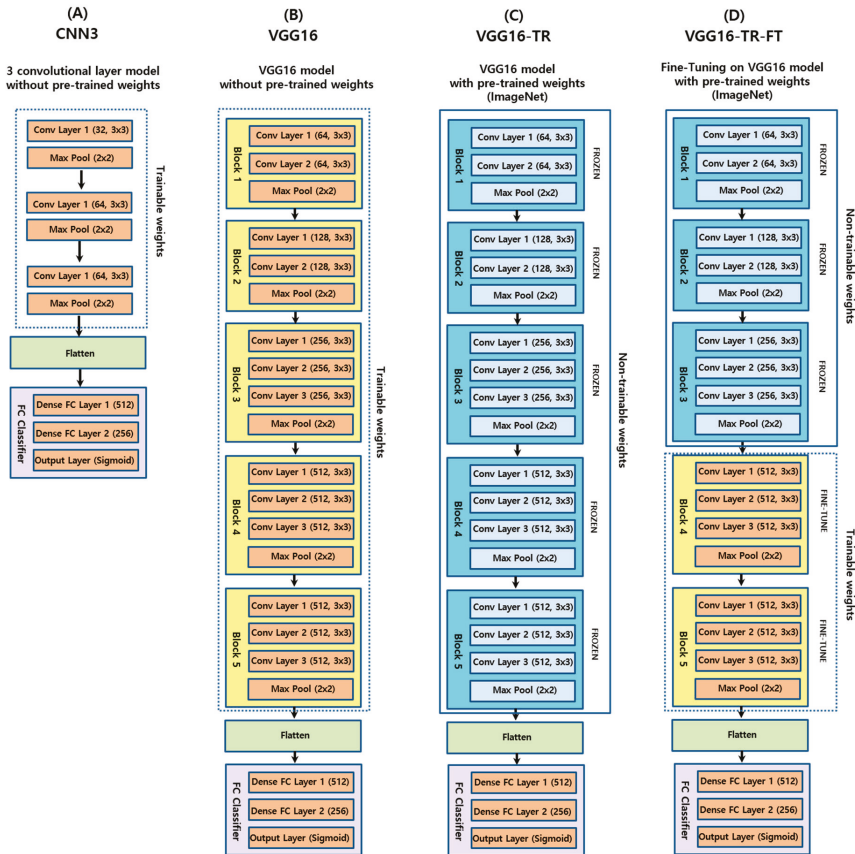 (A)
CNN3
3 convolutional layer model
without pre-trained weights
Conv Layer 1 (32, 3x3)
Max Pool (2x2)
Conv Layer 1 (64, 3x3)
Max Pool (2x2)
Conv Layer 1 (64, 3x3)
Max Pool (2x2)
Trainable weights
Flatten
FC Classifier
Dense FC Layer 1 (512)
Dense FC Layer 2 (256)
Output Layer (Sigmoid)
(B)
VGG16
VGG16 model
without pre-trained weights
Block 1
Conv Layer 1 (64, 3x3)
Conv Layer 2 (64, 3x3)
Max Pool (2x2)
Block 2
Conv Layer 1 (128, 3x3)
Conv Layer 2 (128, 3x3)
Max Pool (2x2)
Block 3
Conv Layer 1 (256, 3x3)
Conv Layer 2 (256, 3x3)
Conv Layer 3 (256, 3x3)
Max Pool (2x2)
Block 4
Conv Layer 1 (512, 3x3)
Conv Layer 2 (512, 3x3)
Conv Layer 3 (512, 3x3)
Max Pool (2x2)
Block 5
Conv Layer 1 (512, 3x3)
Conv Layer 2 (512, 3x3)
Conv Layer 3 (512, 3x3)
Max Pool (2x2)
Trainable weights
Flatten
FC Classifier
Dense FC Layer 1 (512)
Dense FC Layer 2 (256)
Output Layer (Sigmoid)
(C)
VGG16-TR
VGG16 model
with pre-trained weights
(ImageNet)
Block 1
Conv Layer 1 (64, 3x3)
Conv Layer 2 (64, 3x3)
Max Pool (2x2)
FROZEN
Block 2
Conv Layer 1 (128, 3x3)
Conv Layer 2 (128, 3x3)
Max Pool (2x2)
FROZEN
Block 3
Conv Layer 1 (256, 3x3)
Conv Layer 2 (256, 3x3)
Conv Layer 3 (256, 3x3)
Max Pool (2x2)
FROZEN
Block 4
Conv Layer 1 (512, 3x3)
Conv Layer 2 (512, 3x3)
Conv Layer 3 (512, 3x3)
Max Pool (2x2)
FROZEN
Block 5
Conv Layer 1 (512, 3x3)
Conv Layer 2 (512, 3x3)
Conv Layer 3 (512, 3x3)
Max Pool (2x2)
FROZEN
Non-trainable weights
Flatten
FC Classifier
Dense FC Layer 1 (512)
Dense FC Layer 2 (256)
Output Layer (Sigmoid)
(D)
VGG16-TR-FT
Fine-Tuning on VGG16 model
with pre-trained weights
(ImageNet)
Block 1
Conv Layer 1 (64, 3x3)
Conv Layer 2 (64, 3x3)
Max Pool (2x2)
FROZEN
Block 2
Conv Layer 1 (128, 3x3)
Conv Layer 2 (128, 3x3)
Max Pool (2x2)
FROZEN
Block 3
Conv Layer 1 (256, 3x3)
Conv Layer 2 (256, 3x3)
Conv Layer 3 (256, 3x3)
Max Pool (2x2)
FROZEN
Non-trainable weights
Block 4
Conv Layer 1 (512, 3x3)
Conv Layer 2 (512, 3x3)
Conv Layer 3 (512, 3x3)
Max Pool (2x2)
FINE-TUNE
Block 5
Conv Layer 1 (512, 3x3)
Conv Layer 2 (512, 3x3)
Conv Layer 3 (512, 3x3)
Max Pool (2x2)
FINE-TUNE
Trainable weights
Flatten
FC Classifier
Dense FC Layer 1 (512)
Dense FC Layer 2 (256)
Output Layer (Sigmoid)